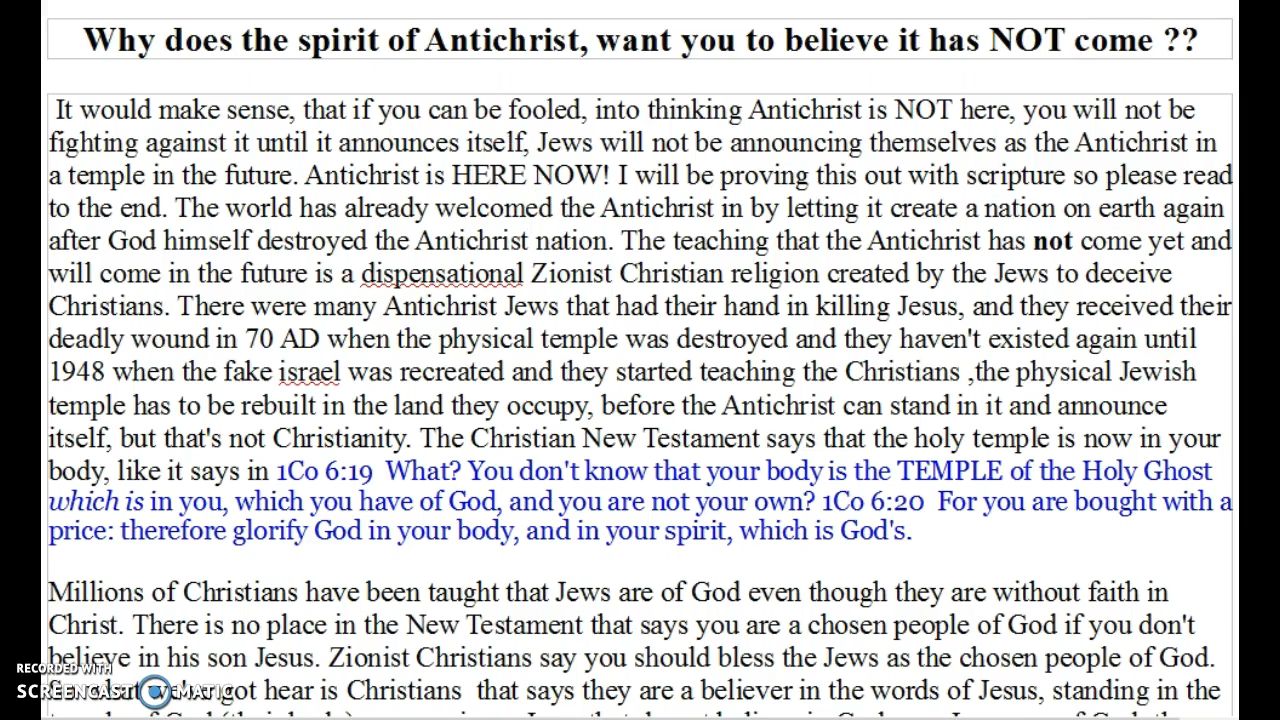 Why does the spirit of Antichrist, want you to believe it has NOT come ??
It would make sense, that if you can be fooled, into thinking Antichrist is NOT here, you will not be
fighting against it until it announces itself, Jews will not be announcing themselves as the Antichrist in
a temple in the future. Antichrist is HERE NOW! I will be proving this out with scripture so please read
to the end. The world has already welcomed the Antichrist in by letting it create a nation on earth again
after God himself destroyed the Antichrist nation. The teaching that the Antichrist has not come yet and
will come in the future is a dispensational Zionist Christian religion created by the Jews to deceive
Christians. There were many Antichrist Jews that had their hand in killing Jesus, and they received their
deadly wound in 70 AD when the physical temple was destroyed and they haven't existed again until
1948 when the fake israel was recreated and they started teaching the Christians ,the physical Jewish
temple has to be rebuilt in the land they occupy, before the Antichrist can stand in it and announce
itself, but that's not Christianity. The Christian New Testament says that the holy temple is now in your
body, like it says in 1Co 6:19 What? You don't know that your body is the TEMPLE of the Holy Ghost
which is in you, which you have of God, and you are not your own? 1Co 6:20 For you are bought with a
price: therefore glorify God in your body, and in your spirit, which is God's.
Millions of Christians have been taught that Jews are of God even though they are without faith in
Christ. There is no place in the New Testament that says you are a chosen people of God if you don't
believe in his son Jesus. Zionist Christians say you should bless the Jews as the chosen people of God.
hear is Christians that says they are a believer in the words of Jesus, standing in the
RECORDED WITH
SCREENCAST MATIC